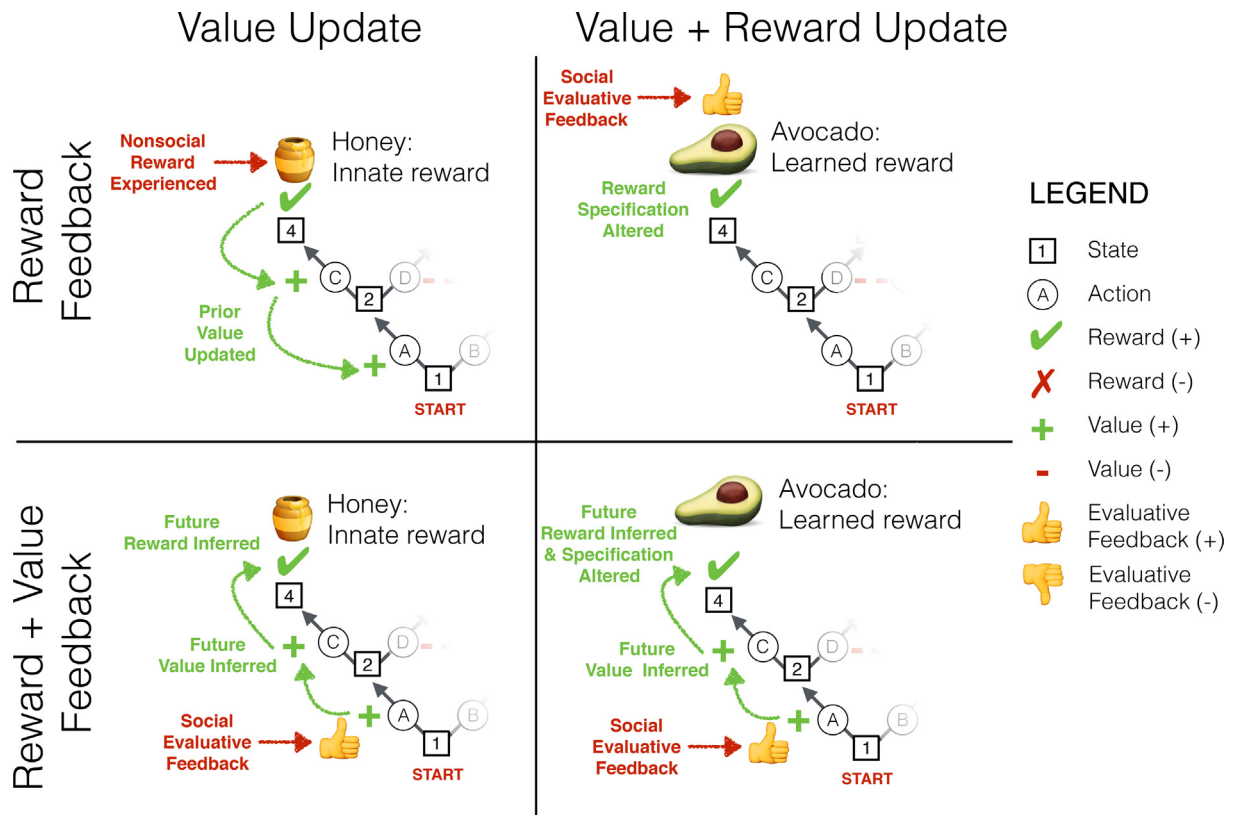 Value Update
Value + Reward Update
Reward
Feedback
Nonsocial
Reward
Experienced
Honey:
Innate reward
4
C
2
D
Prior
Value
Updated
A
1
B
START
Social
Evaluative
Feedback
Avocado:
Learned reward
Reward
Specification
Altered
4
C
2
D
A
1
B
START
Reward + Value
Feedback
Future
Reward Inferred
Honey:
Innate reward
4
C
2
D
Future
Value Inferred
A
1
B
Social
Evaluative
Feedback
START
Future
Reward Inferred
& Specification
Altered
Avocado:
Learned reward
4
C
2
D
Future
Value Inferred
A
1
B
Social
Evaluative
Feedback
START
LEGEND
1 State
A Action
Reward (+)
Reward (-)
Value (+)
Value (-)
Evaluative
Feedback (+)
Evaluative
Feedback (-)